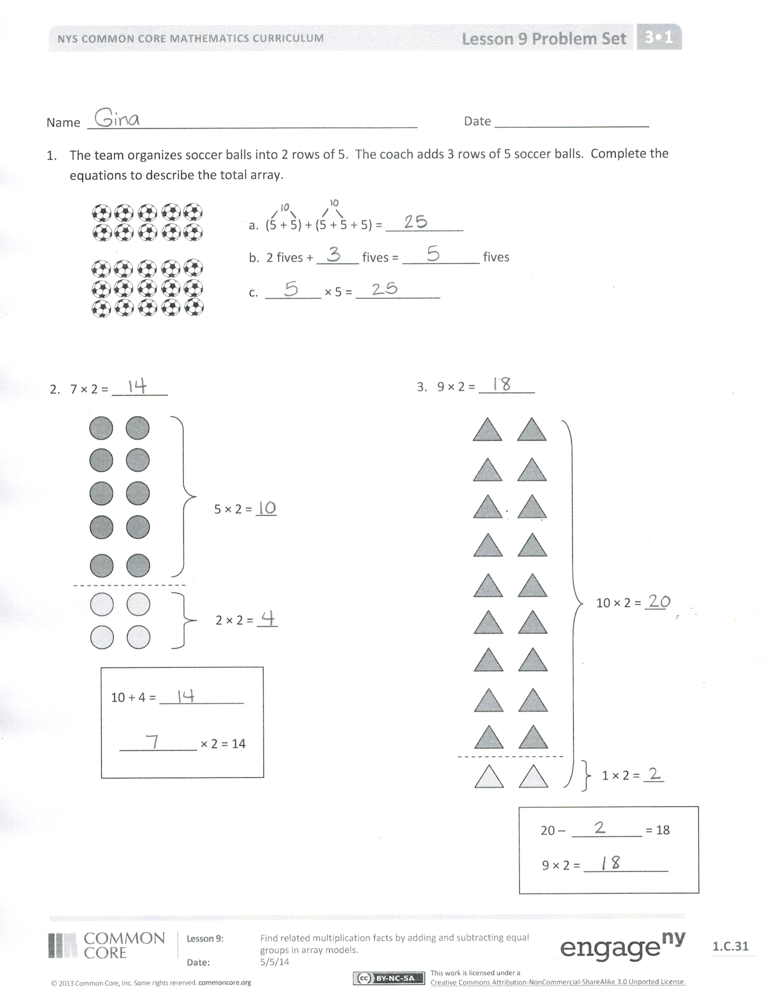 NYS COMMON CORE MATHEMATICS CURRICULUM Lesson 9 Problem Set 3•1
Name Gina Date
1. The team organizes soccer balls into 2 rows of 5. The coach adds 3 rows of 5 soccer balls. Complete the
equations to describe the total array.
10 10
a. (5 + 5) + (5 + 5 + 5) = 25
b. 2 fives + 3 fives = 5 fives
c. 5 × 5 = 25
2. 7 × 2 = 14
5 × 2 = 10
2 × 2 = 4
10 + 4 = 14
7 × 2 = 14
3. 9 × 2 = 18
10 × 2 = 20
1 × 2 = 2
20 – 2 = 18
9 × 2 = 18
COMMON
CORE
Lesson 9: Find related multiplication facts by adding and subtracting equal
groups in array models.
Date: 5/5/14
engage ny
1.C.31
© 2013 Common Core, Inc. Some rights reserved. commoncore.org
cc BY-NC-SA
This work is licensed under a
Creative Commons Attribution-NonCommercial-ShareAlike 3.0 Unported License.